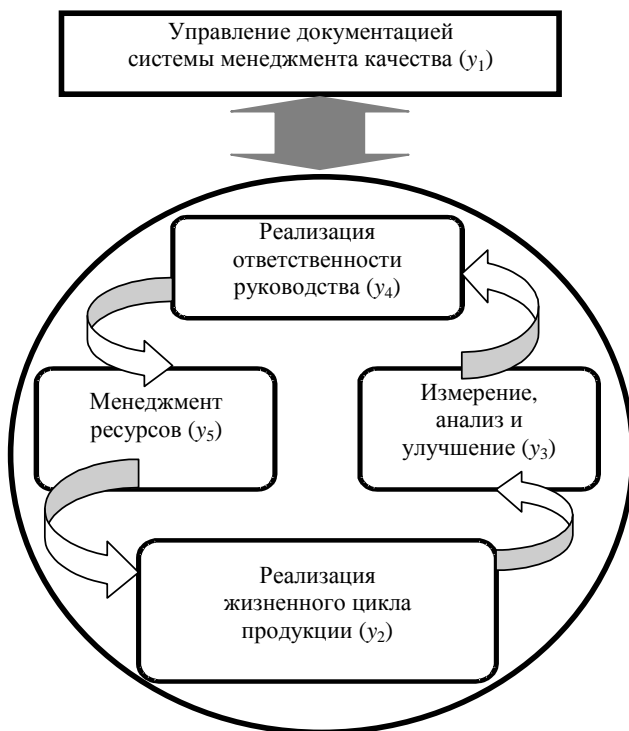 Управление документацией
системы менеджмента качества (y₁)
Реализация
ответственности
руководства (y₄)
Менеджмент
ресурсов (y₅)
Измерение,
анализ и
улучшение (y₃)
Реализация
жизненного цикла
продукции (y₂)